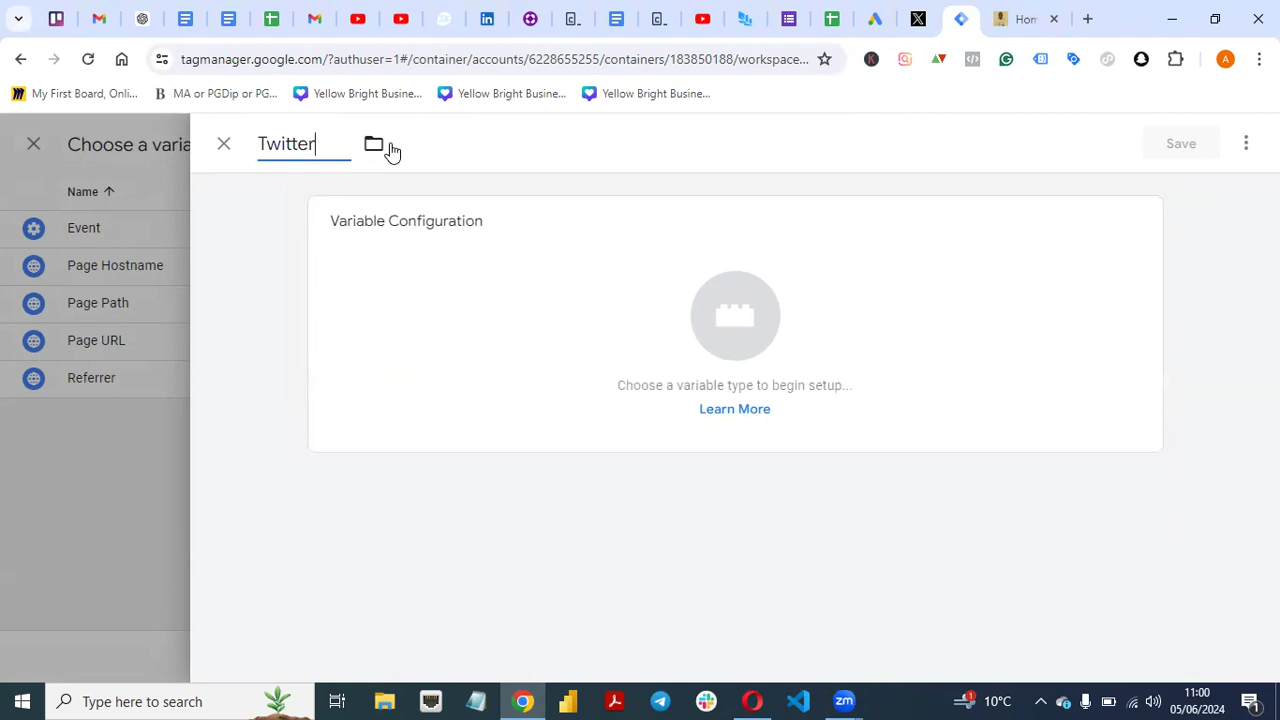 Hom
tagmanager.google.com/?authuser=1#/container/accounts/6228655255/containers/183850188/workspace...
My First Board, Onli...
MA or PGDip or PG...
Yellow Bright Busine...
Yellow Bright Busine...
Yellow Bright Busine...
Choose a varia
Twitter
Save
Name
Variable Configuration
Event
Page Hostname
Page Path
Page URL
Referrer
Choose a variable type to begin setup...
Learn More
Type here to search
1
10°C
11:00
05/06/2024
1